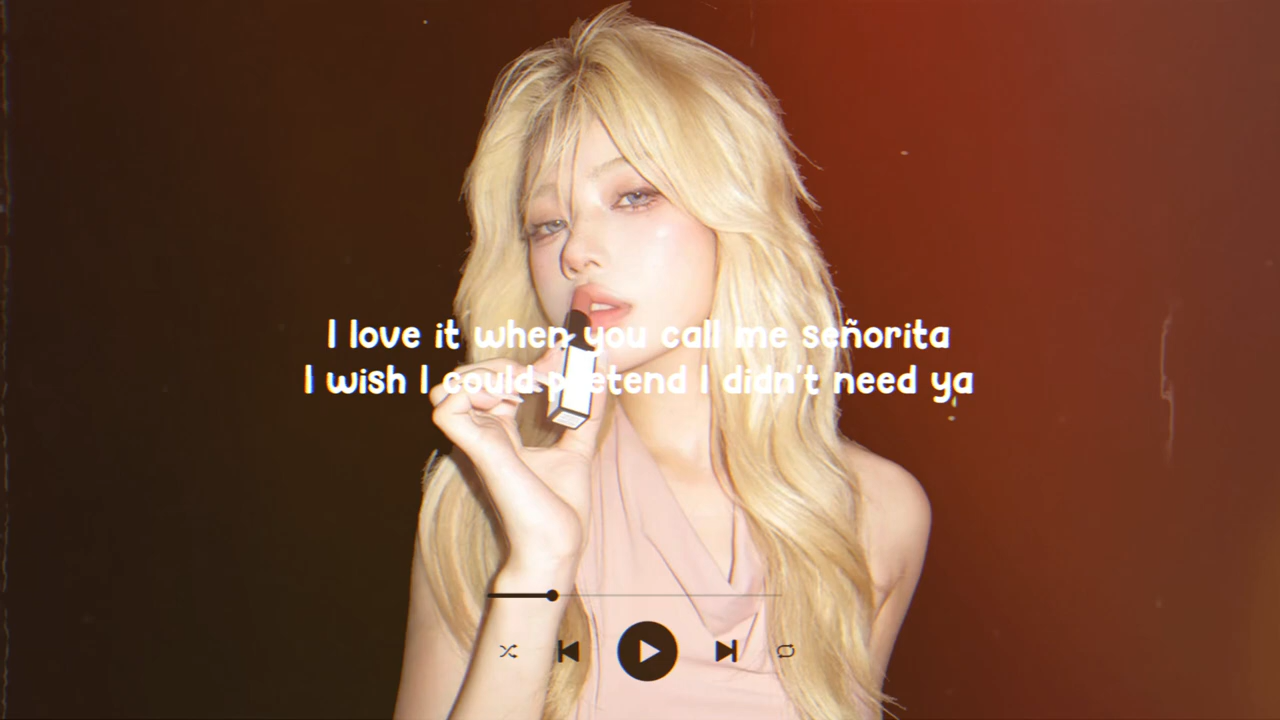 I love it when you call me señorita
I wish I could pretend I didn't need ya